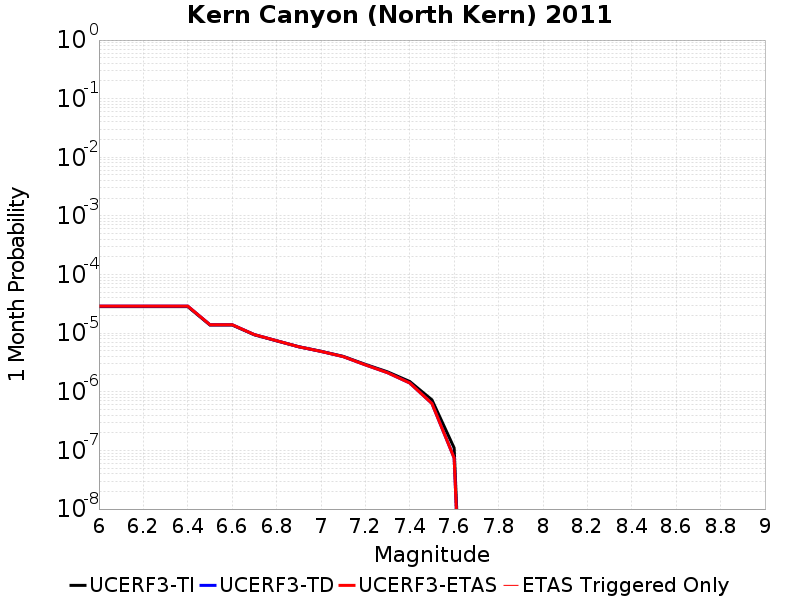 Kern Canyon (North Kern) 2011
1 Month Probability
10^0
10^-1
10^-2
10^-3
10^-4
10^-5
10^-6
10^-7
10^-8
6 6.2 6.4 6.6 6.8 7 7.2 7.4 7.6 7.8 8 8.2 8.4 8.6 8.8 9
Magnitude
UCERF3-TI UCERF3-TD UCERF3-ETAS ETAS Triggered Only